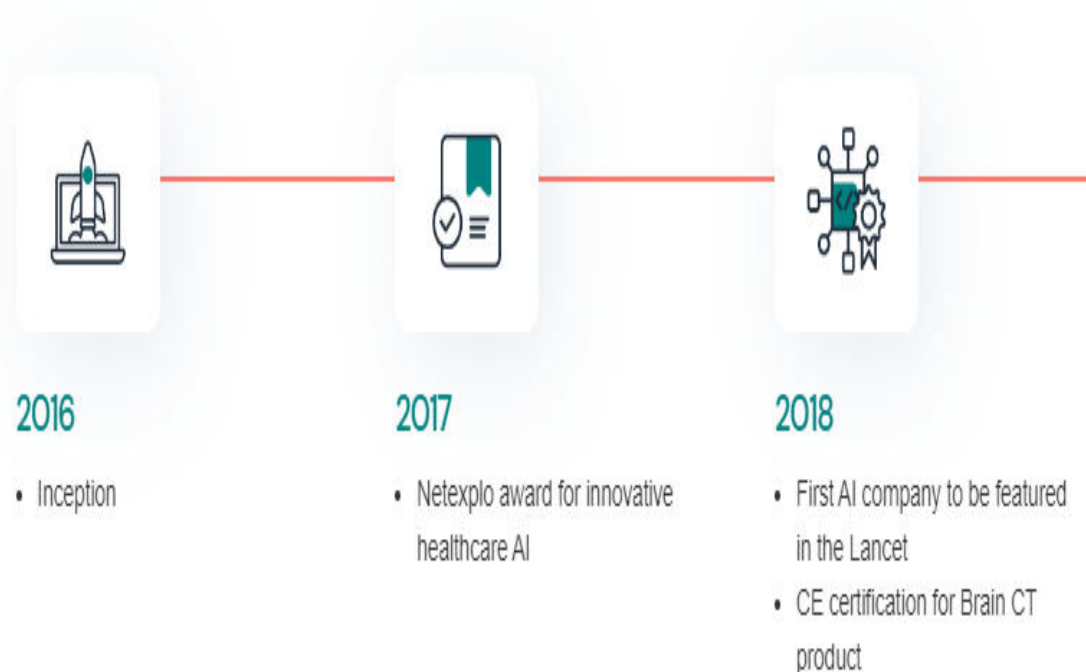 2016
• Inception
2017
• Netexplo award for innovative
healthcare AI
2018
• First AI company to be featured
in the Lancet
• CE certification for Brain CT
product